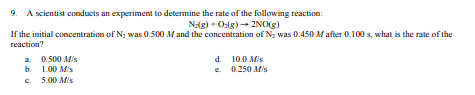 9. A scientist conducts an experiment to determine the rate of the following reaction:
N₂(g) + O₂(g) → 2NO(g)
If the initial concentration of N₂ was 0.500 M and the concentration of N₂ was 0.450 M after 0.100 s, what is the rate of the
reaction?
a. 0.500 M/s
b. 1.00 M/s
c. 5.00 M/s
d. 10.0 M/s
e. 0.250 M/s